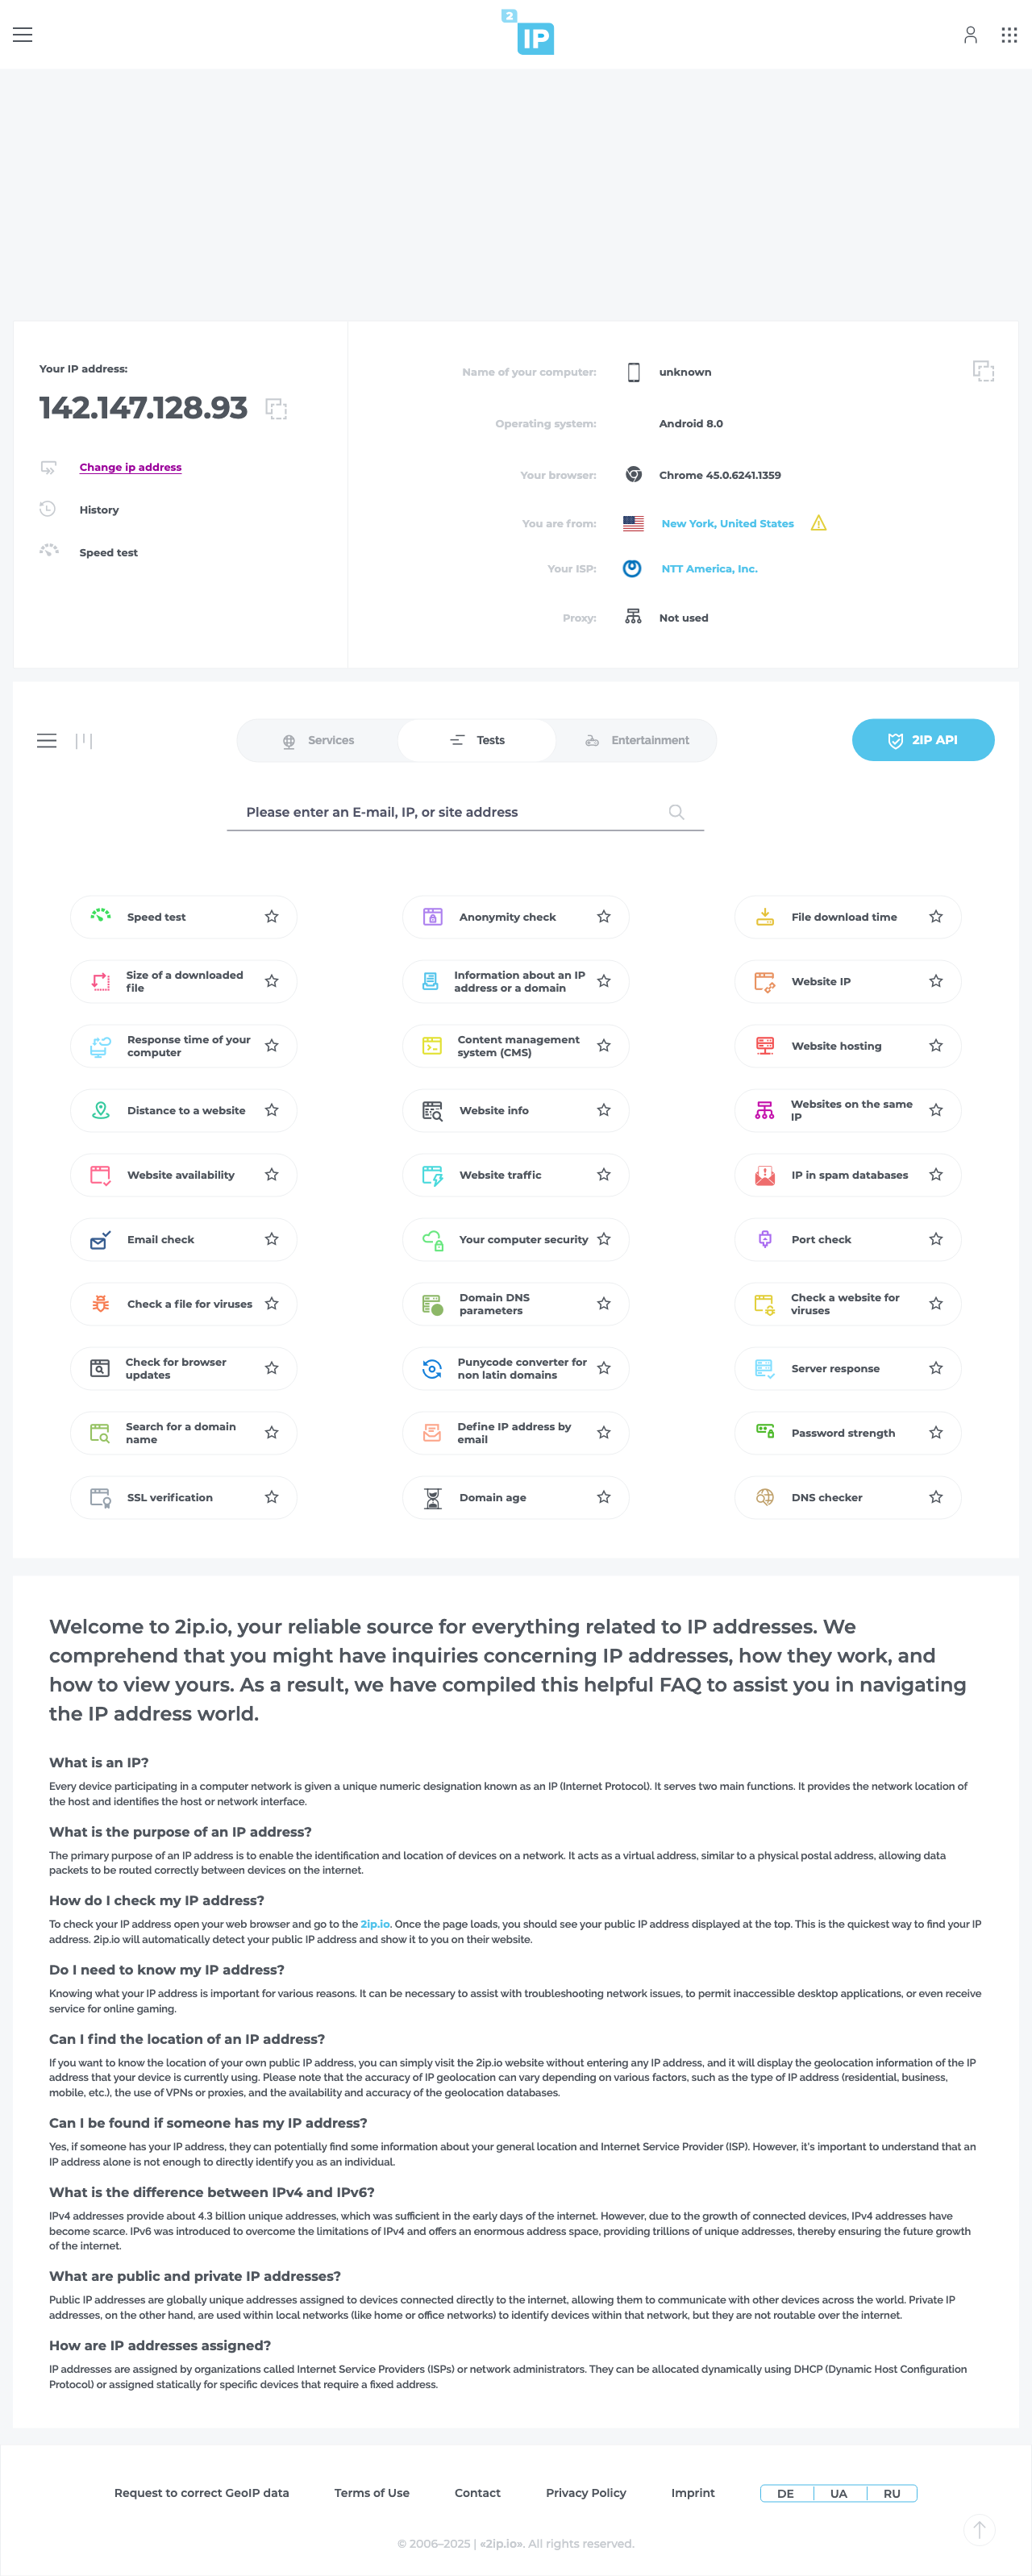 2
IP
Your IP address:
142.147.128.93
Change ip address
History
Speed test
Name of your computer:
unknown
Operating system:
Android 8.0
Your browser:
Chrome 45.0.6241.1359
You are from:
New York, United States
Your ISP:
NTT America, Inc.
Proxy:
Not used
Services
Tests
Entertainment
2IP API
Please enter an E-mail, IP, or site address
Speed test
Anonymity check
File download time
Size of a downloaded
file
Information about an IP
address or a domain
Website IP
Response time of your
computer
Content management
system (CMS)
Website hosting
Distance to a website
Website info
Websites on the same
IP
Website availability
Website traffic
IP in spam databases
Email check
Your computer security
Port check
Check a file for viruses
Domain DNS
parameters
Check a website for
viruses
Check for browser
updates
Punycode converter for
non latin domains
Server response
Search for a domain
name
Define IP address by
email
Password strength
SSL verification
Domain age
DNS checker
Welcome to 2ip.io, your reliable source for everything related to IP addresses. We
comprehend that you might have inquiries concerning IP addresses, how they work, and
how to view yours. As a result, we have compiled this helpful FAQ to assist you in navigating
the IP address world.
What is an IP?
Every device participating in a computer network is given a unique numeric designation known as an IP (Internet Protocol). It serves two main functions. It provides the network location of
the host and identifies the host or network interface.
What is the purpose of an IP address?
The primary purpose of an IP address is to enable the identification and location of devices on a network. It acts as a virtual address, similar to a physical postal address, allowing data
packets to be routed correctly between devices on the internet.
How do I check my IP address?
To check your IP address open your web browser and go to the 2ip.io. Once the page loads, you should see your public IP address displayed at the top. This is the quickest way to find your IP
address. 2ip.io will automatically detect your public IP address and show it to you on their website.
Do I need to know my IP address?
Knowing what your IP address is important for various reasons. It can be necessary to assist with troubleshooting network issues, to permit inaccessible desktop applications, or even receive
service for online gaming.
Can I find the location of an IP address?
If you want to know the location of your own public IP address, you can simply visit the 2ip.io website without entering any IP address, and it will display the geolocation information of the IP
address that your device is currently using. Please note that the accuracy of IP geolocation can vary depending on various factors, such as the type of IP address (residential, business,
mobile, etc.), the use of VPNs or proxies, and the availability and accuracy of the geolocation databases.
Can I be found if someone has my IP address?
Yes, if someone has your IP address, they can potentially find some information about your general location and Internet Service Provider (ISP). However, it's important to understand that an
IP address alone is not enough to directly identify you as an individual.
What is the difference between IPv4 and IPv6?
IPv4 addresses provide about 4.3 billion unique addresses, which was sufficient in the early days of the internet. However, due to the growth of connected devices, IPv4 addresses have
become scarce. IPv6 was introduced to overcome the limitations of IPv4 and offers an enormous address space, providing trillions of unique addresses, thereby ensuring the future growth
of the internet.
What are public and private IP addresses?
Public IP addresses are globally unique addresses assigned to devices connected directly to the internet, allowing them to communicate with other devices across the world. Private IP
addresses, on the other hand, are used within local networks (like home or office networks) to identify devices within that network, but they are not routable over the internet.
How are IP addresses assigned?
IP addresses are assigned by organizations called Internet Service Providers (ISPs) or network administrators. They can be allocated dynamically using DHCP (Dynamic Host Configuration
Protocol) or assigned statically for specific devices that require a fixed address.
Request to correct GeoIP data
Terms of Use
Contact
Privacy Policy
Imprint
DE
UA
RU
© 2006–2025 | «2ip.io». All rights reserved.